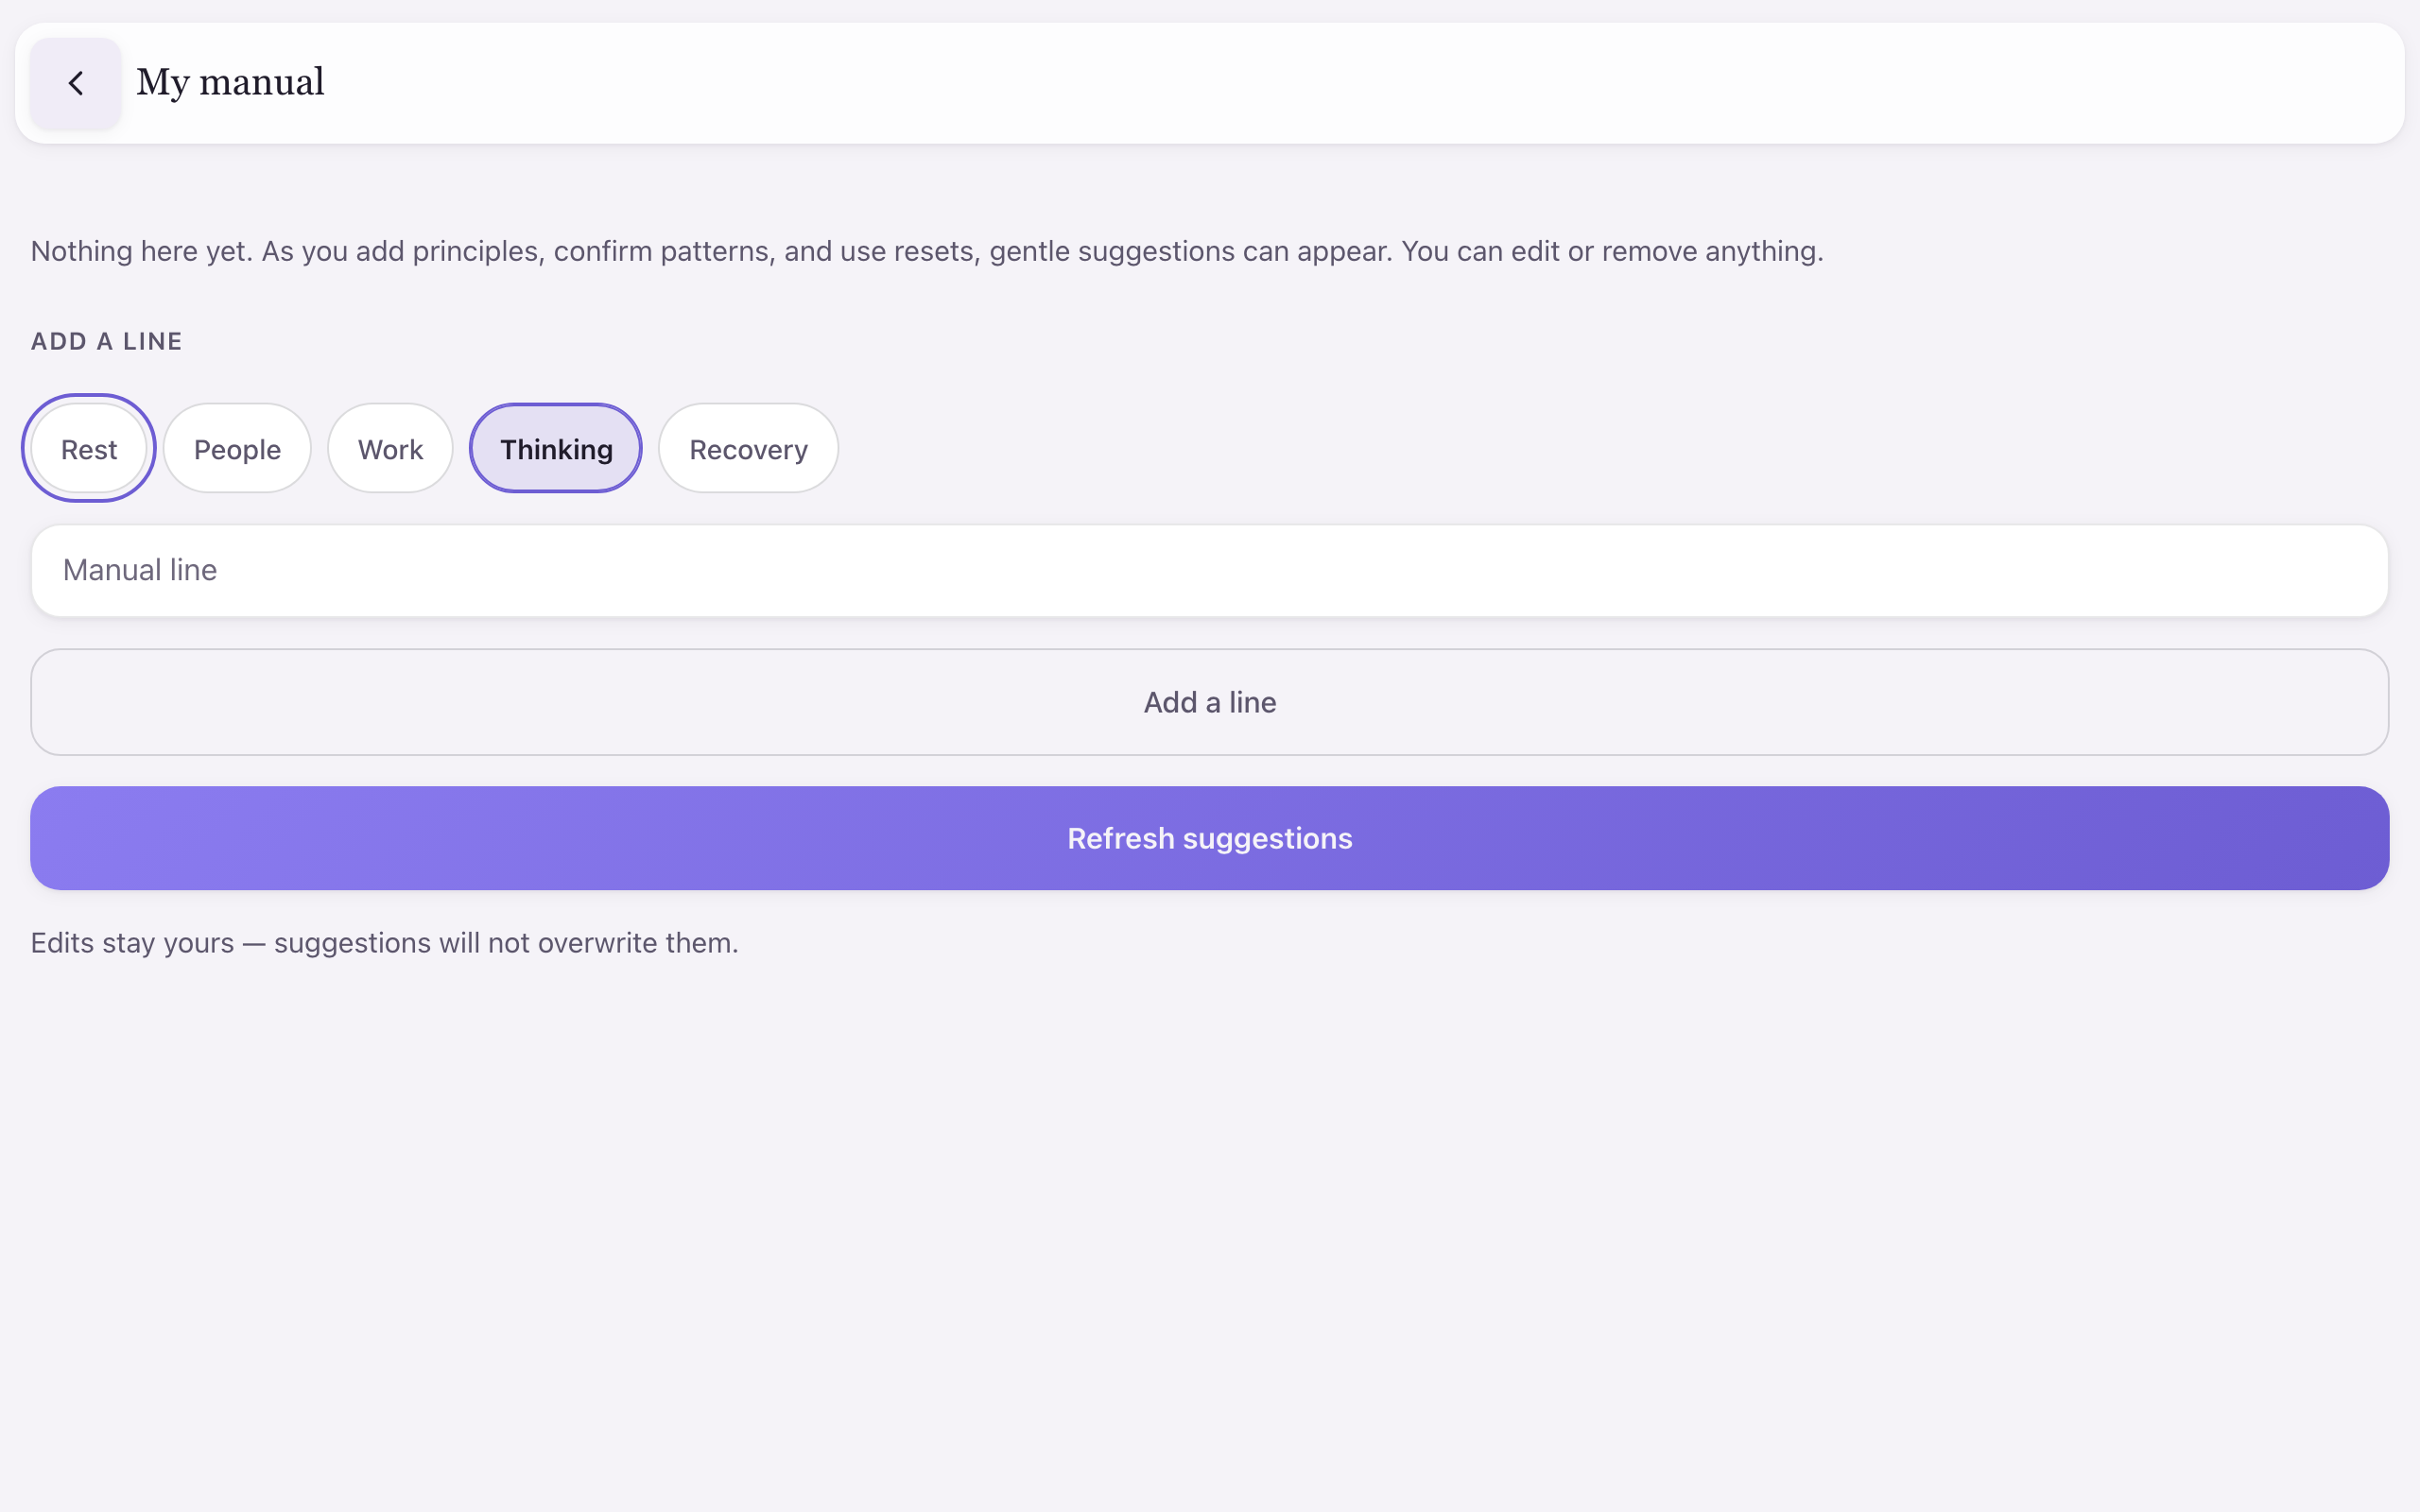 My manual
Nothing here yet. As you add principles, confirm patterns, and use resets, gentle suggestions can appear. You can edit or remove anything.
ADD A LINE
Rest People Work Thinking Recovery
Manual line
Add a line
Refresh suggestions
Edits stay yours — suggestions will not overwrite them.